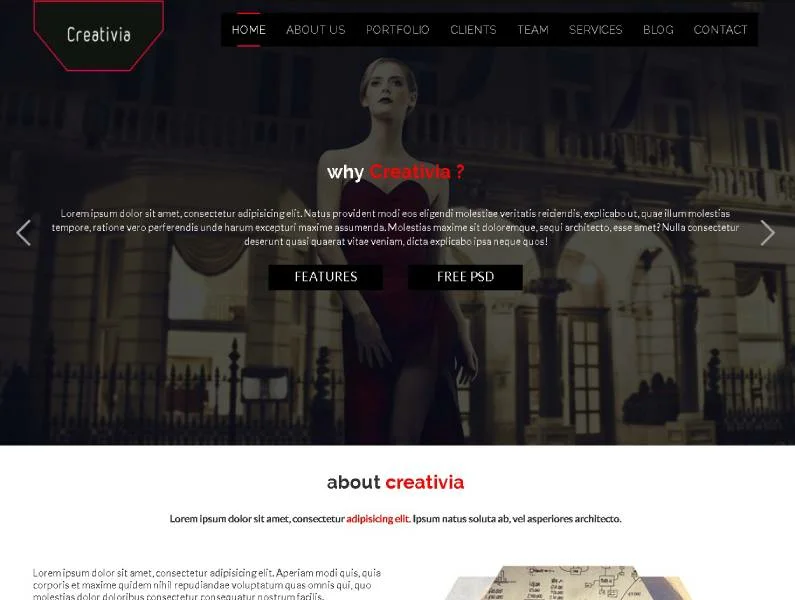 Creativia
HOME ABOUT US PORTFOLIO CLIENTS TEAM SERVICES BLOG CONTACT
why Creativia ?
Lorem ipsum dolor sit amet, consectetur adipisicing elit. Natus provident modi eos eligendi molestiae veritatis reiciendis, explicabo ut, quae illum molestias
tempore, ratione vero perferendis unde harum excepturi maxime assumenda. Molestias maxime sit doloremque, sequi architecto, esse amet? Nulla consectetur
deserunt quasi quaerat vitae veniam, dicta explicabo ipsa neque quos!
FEATURES FREE PSD
about creativia
Lorem ipsum dolor sit amet, consectetur adipisicing elit. Ipsum natus soluta ab, vel asperiores architecto.
Lorem ipsum dolor sit amet, consectetur adipisicing elit. Aperiam modi quis, quia
corporis et maxime quidem nihil repudiandae voluptatum quas omnis qui, quo
molestias dolor doloribus consectetur consequatur nostrum facilis.